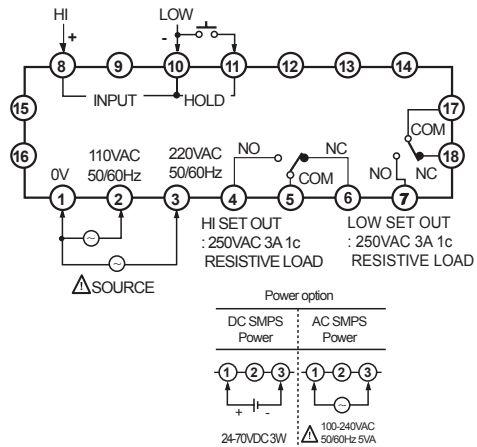 HI LOW
+ -
8 9 10 11 12 13 14
INPUT HOLD
15 17
COM
16 18
NO NC
0V 110VAC 50/60Hz 220VAC 50/60Hz NO NC
COM
1 2 3 4 5 6 7
HI SET OUT
: 250VAC 3A 1c
RESISTIVE LOAD
LOW SET OUT
: 250VAC 3A 1c
RESISTIVE LOAD
~
~
! SOURCE
Power option
DC SMPS
Power
AC SMPS
Power
1 2 3 1 2 3
+ - ~
24-70VDC 3W
! 100-240VAC
50/60Hz 5VA